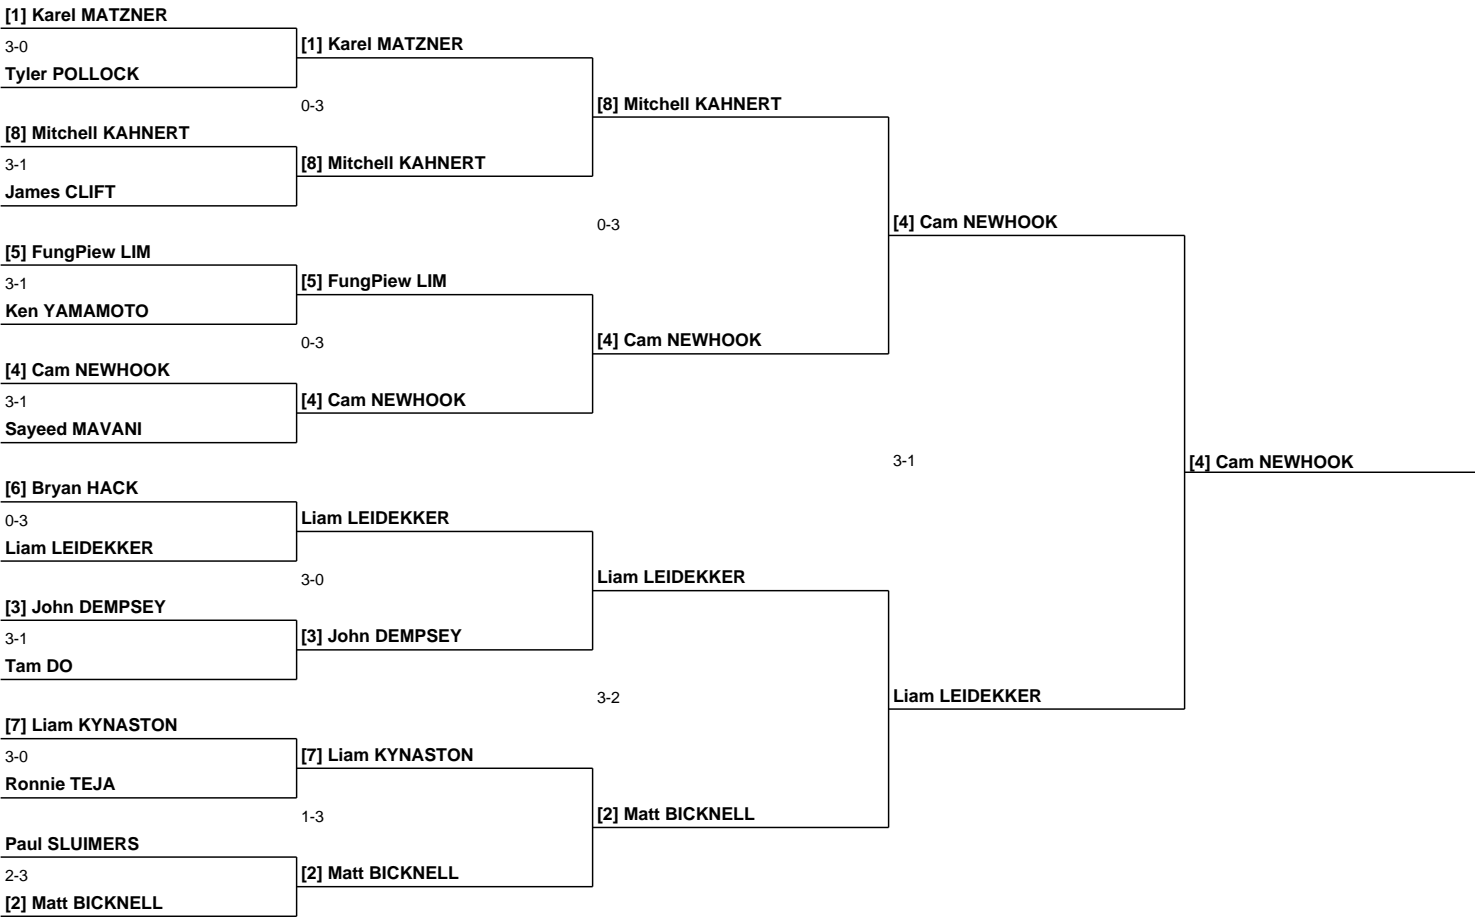 [1] Karel MATZNER
3-0
Tyler POLLOCK
[8] Mitchell KAHNERT
3-1
James CLIFT
[5] FungPiew LIM
3-1
Ken YAMAMOTO
[4] Cam NEWHOOK
3-1
Sayeed MAVANI
[6] Bryan HACK
0-3
Liam LEIDEKKER
[3] John DEMPSEY
3-1
Tam DO
[7] Liam KYNASTON
3-0
Ronnie TEJA
Paul SLUIMERS
2-3
[2] Matt BICKNELL
[1] Karel MATZNER
0-3
[8] Mitchell KAHNERT
[5] FungPiew LIM
0-3
[4] Cam NEWHOOK
Liam LEIDEKKER
3-0
[3] John DEMPSEY
[7] Liam KYNASTON
1-3
[2] Matt BICKNELL
[8] Mitchell KAHNERT
0-3
[4] Cam NEWHOOK
Liam LEIDEKKER
3-2
[2] Matt BICKNELL
[4] Cam NEWHOOK
3-1
Liam LEIDEKKER
[4] Cam NEWHOOK